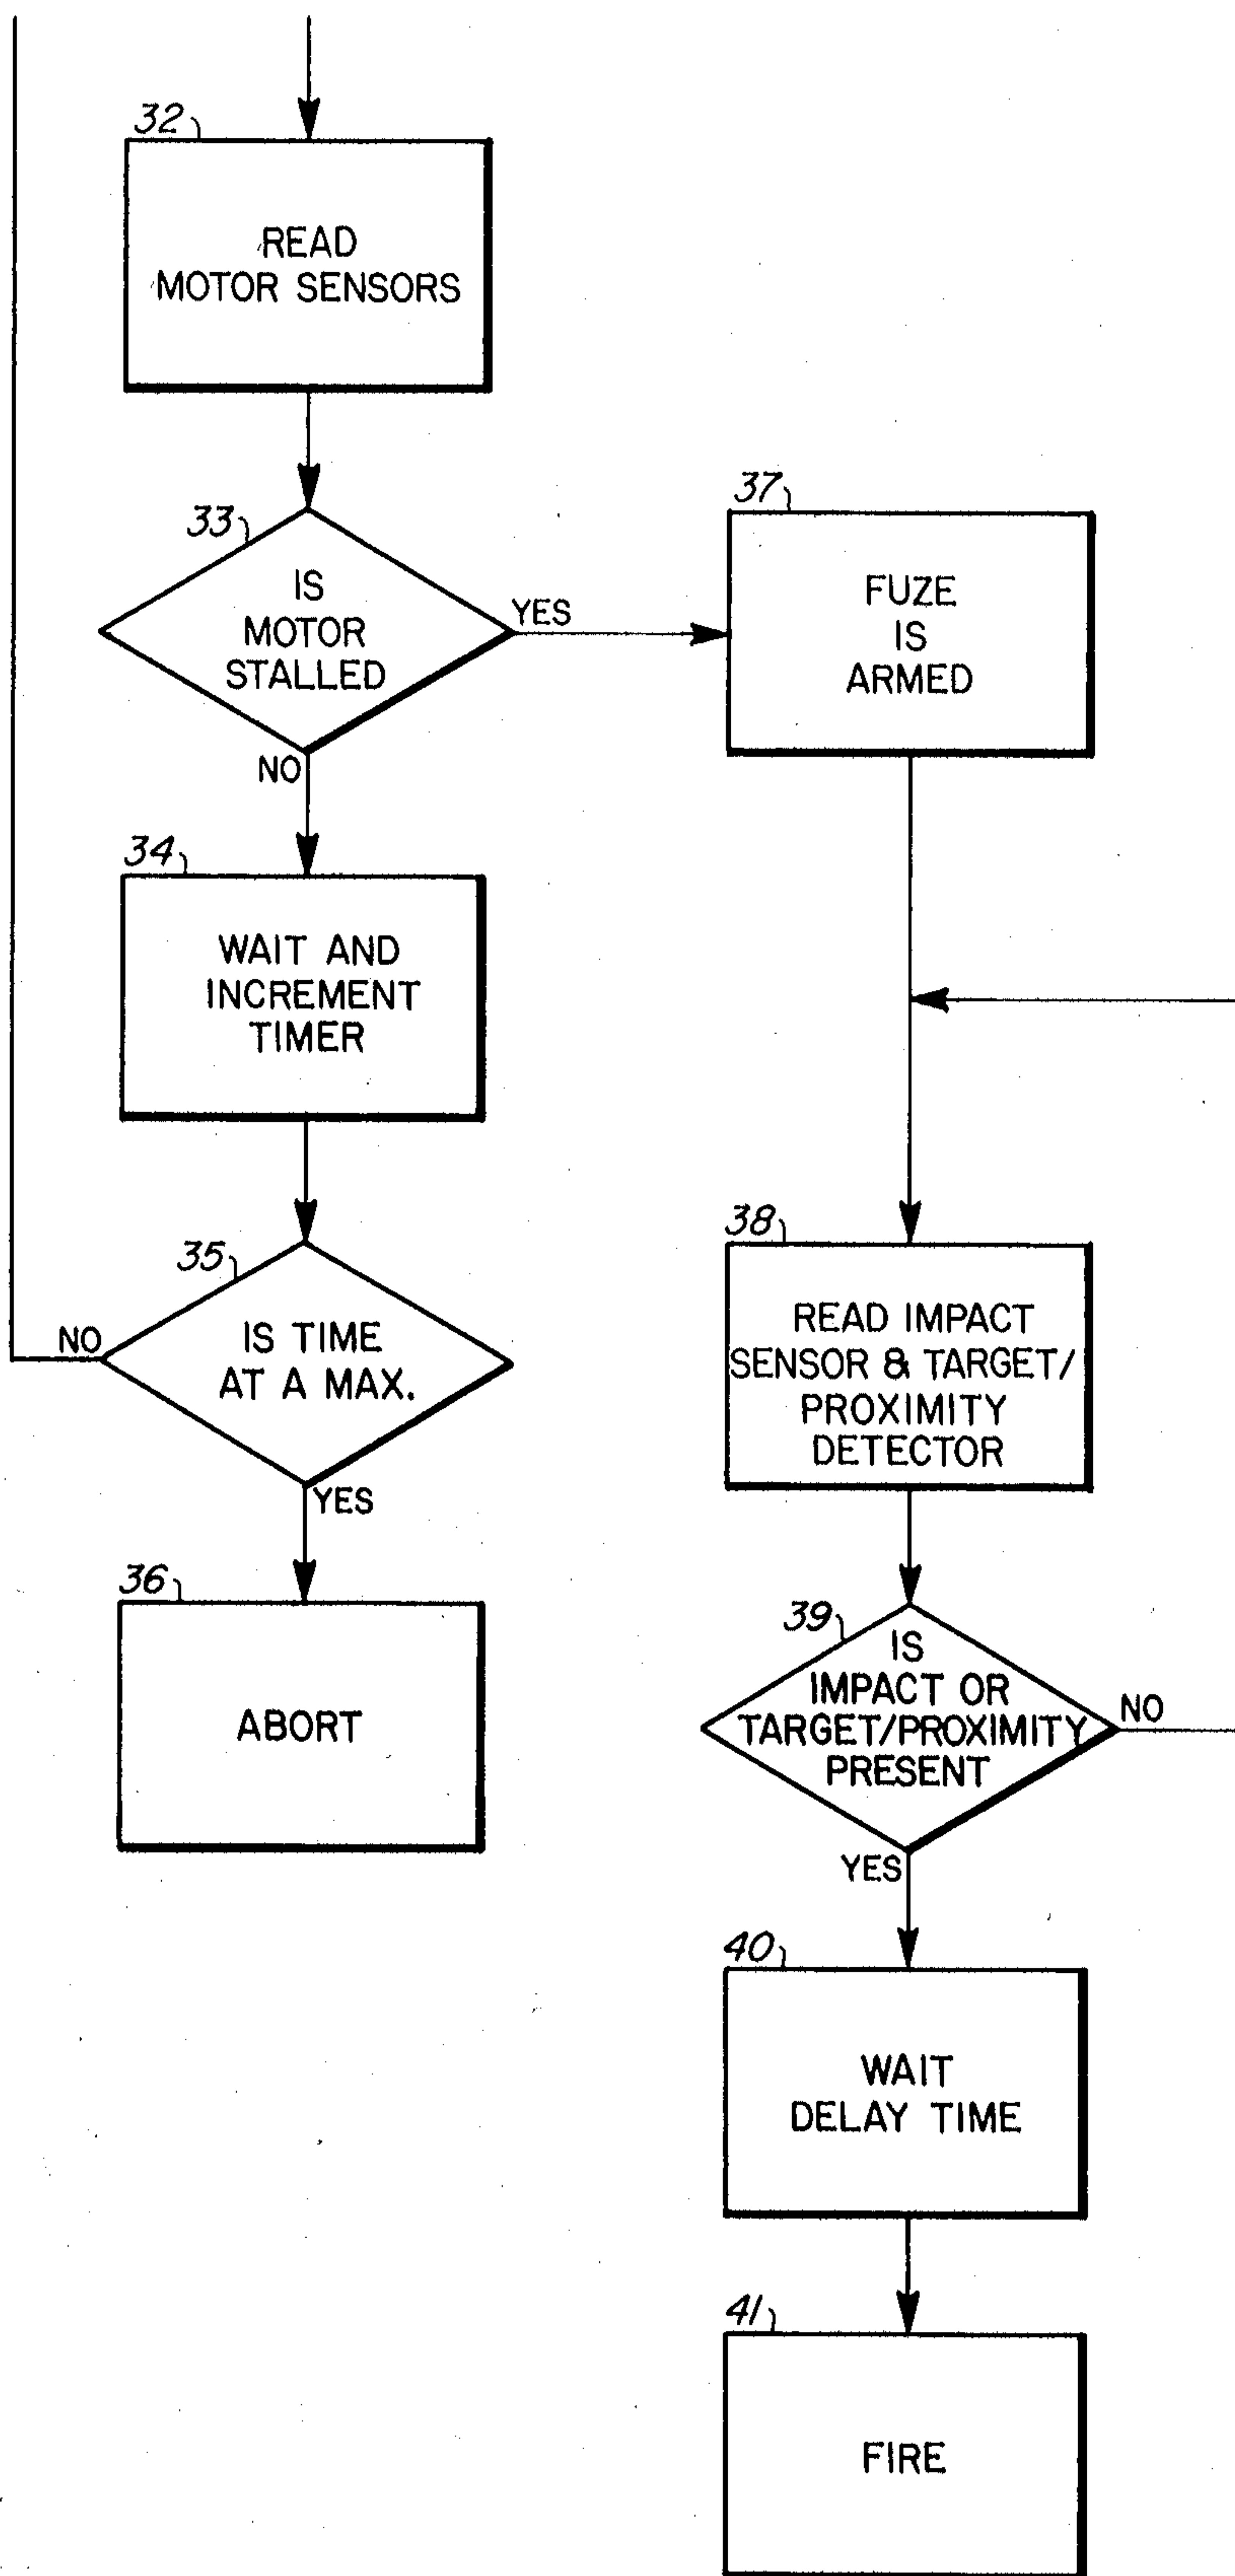 32
READ
MOTOR SENSORS
33
IS
MOTOR
STALLED
YES
NO
34
WAIT AND
INCREMENT
TIMER
35
IS TIME
AT A MAX.
NO
YES
36
ABORT
37
FUZE
IS
ARMED
38
READ IMPACT
SENSOR & TARGET/
PROXIMITY
DETECTOR
39
IS
IMPACT OR
TARGET/PROXIMITY
PRESENT
NO
YES
40
WAIT
DELAY TIME
41
FIRE